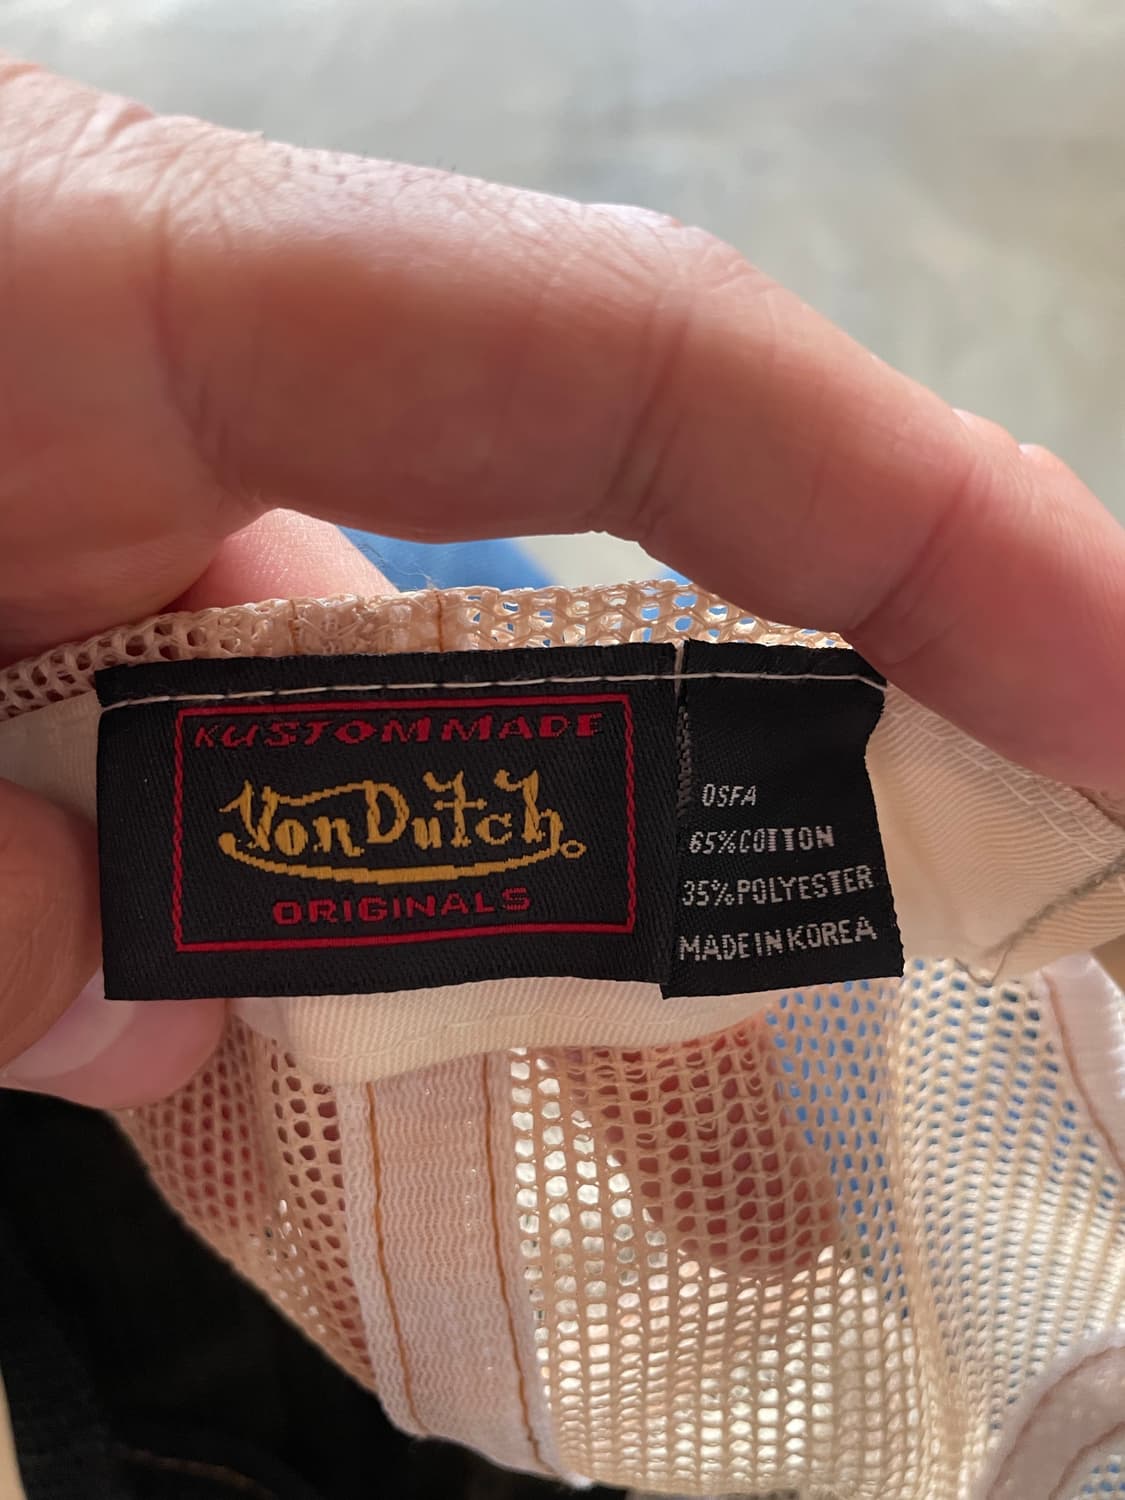 KUSTOMMADE
Von Dutch
ORIGINALS
OSFA
65%COTTON
35%POLYESTER
MADE IN KOREA